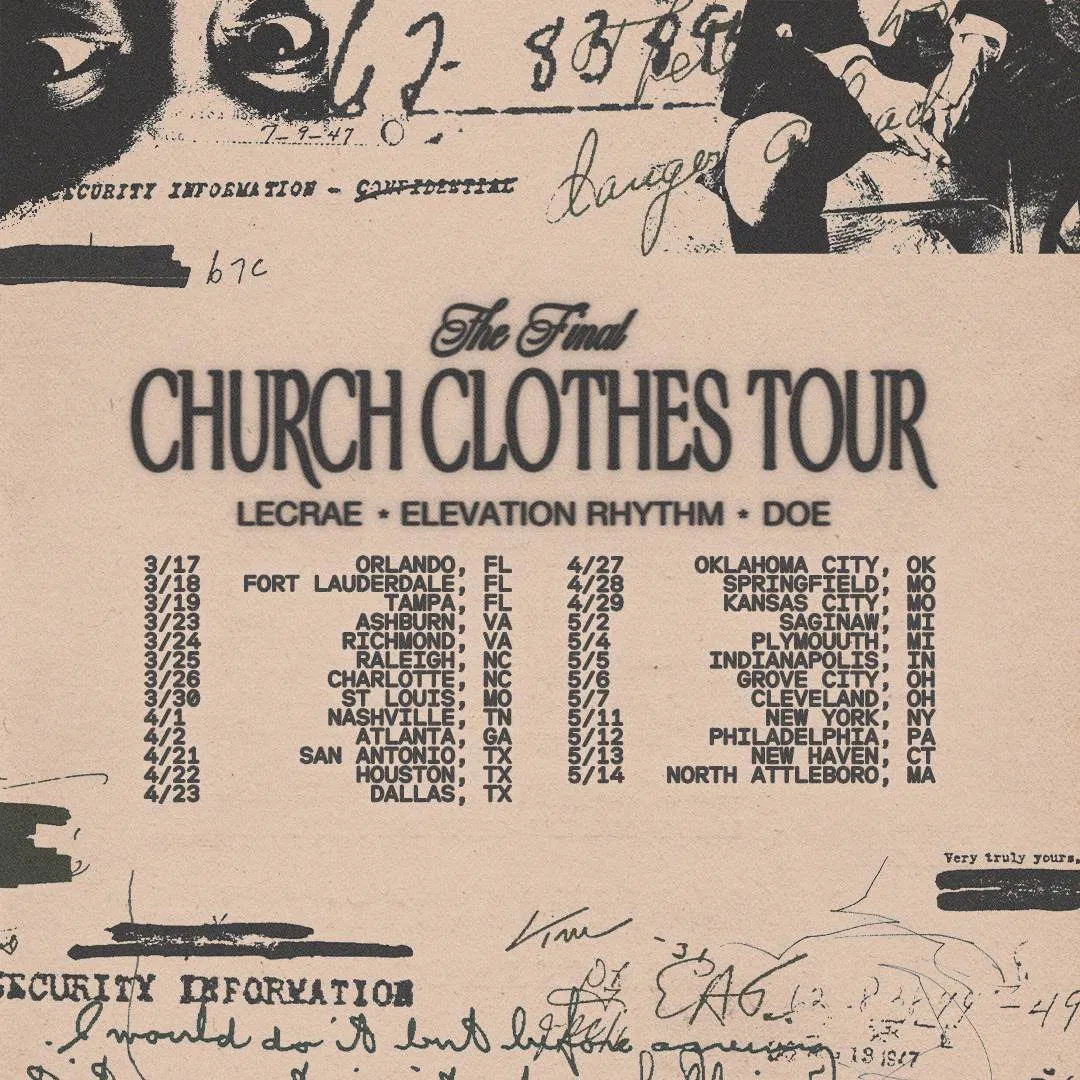 62-83894
7-9-47
SECURITY INFORMATION - CONFIDENTIAL
b7c
The Final
CHURCH CLOTHES TOUR
LECRAE * ELEVATION RHYTHM * DOE
3/17 ORLANDO, FL
3/18 FORT LAUDERDALE, FL
3/19 TAMPA, FL
3/23 ASHBURN, VA
3/24 RICHMOND, VA
3/25 RALEIGH, NC
3/26 CHARLOTTE, NC
3/30 ST LOUIS, MO
4/1 NASHVILLE, TN
4/2 ATLANTA, GA
4/21 SAN ANTONIO, TX
4/22 HOUSTON, TX
4/23 DALLAS, TX
4/27 OKLAHOMA CITY, OK
4/28 SPRINGFIELD, MO
4/29 KANSAS CITY, MO
5/2 SAGINAW, MI
5/4 PLYMOUUTH, MI
5/5 INDIANAPOLIS, IN
5/6 GROVE CITY, OH
5/7 CLEVELAND, OH
5/11 NEW YORK, NY
5/12 PHILADELPHIA, PA
5/13 NEW HAVEN, CT
5/14 NORTH ATTLEBORO, MA
Very truly yours,
SECURITY INFORMATION
I would do it but before